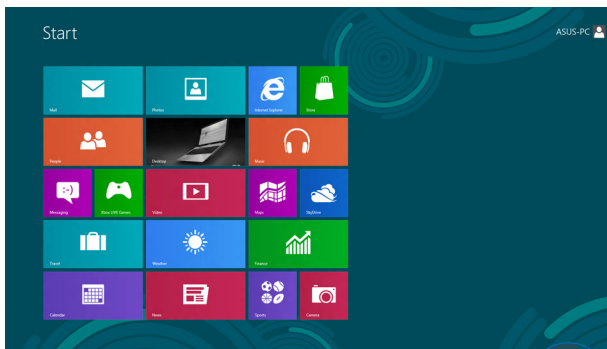 Start
ASUS-PC
Mail
Photos
Internet Explorer
Store
People
Desktop
Music
Messaging
Xbox LIVE Games
Video
Maps
SkyDrive
Travel
Weather
Finance
Calendar
News
Sports
Camera